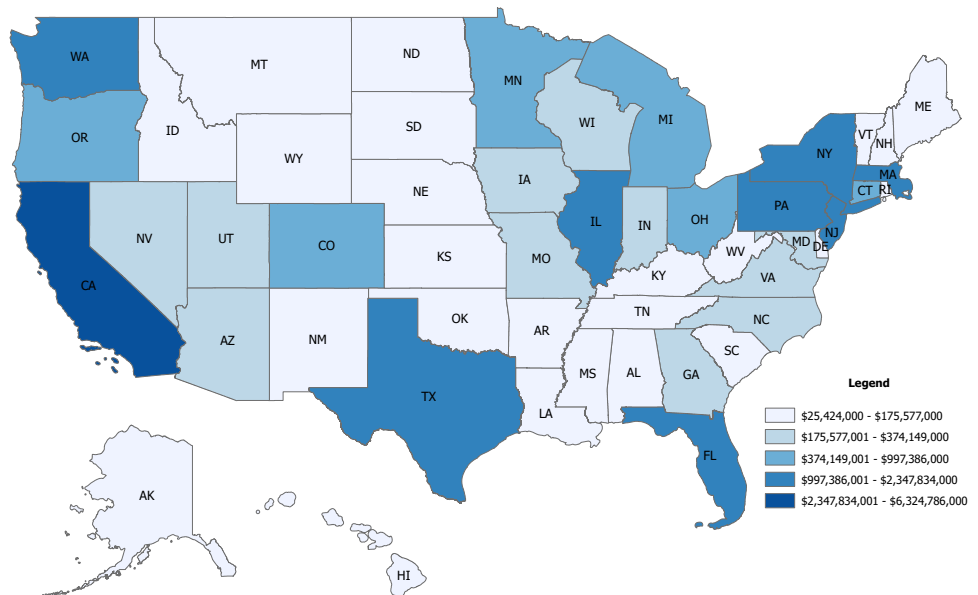 WA
MT
ND
MN
ME
OR
ID
SD
WI
MI
VT
NH
NY
WY
MA
IA
NE
CT
RI
PA
NV
UT
CO
IL
IN
OH
NJ
MD
DE
WV
KS
MO
KY
VA
CA
TN
NC
OK
AZ
NM
AR
SC
MS
AL
GA
TX
LA
FL
AK
HI
Legend
$25,424,000 - $175,577,000
$175,577,001 - $374,149,000
$374,149,001 - $997,386,000
$997,386,001 - $2,347,834,000
$2,347,834,001 - $6,324,786,000